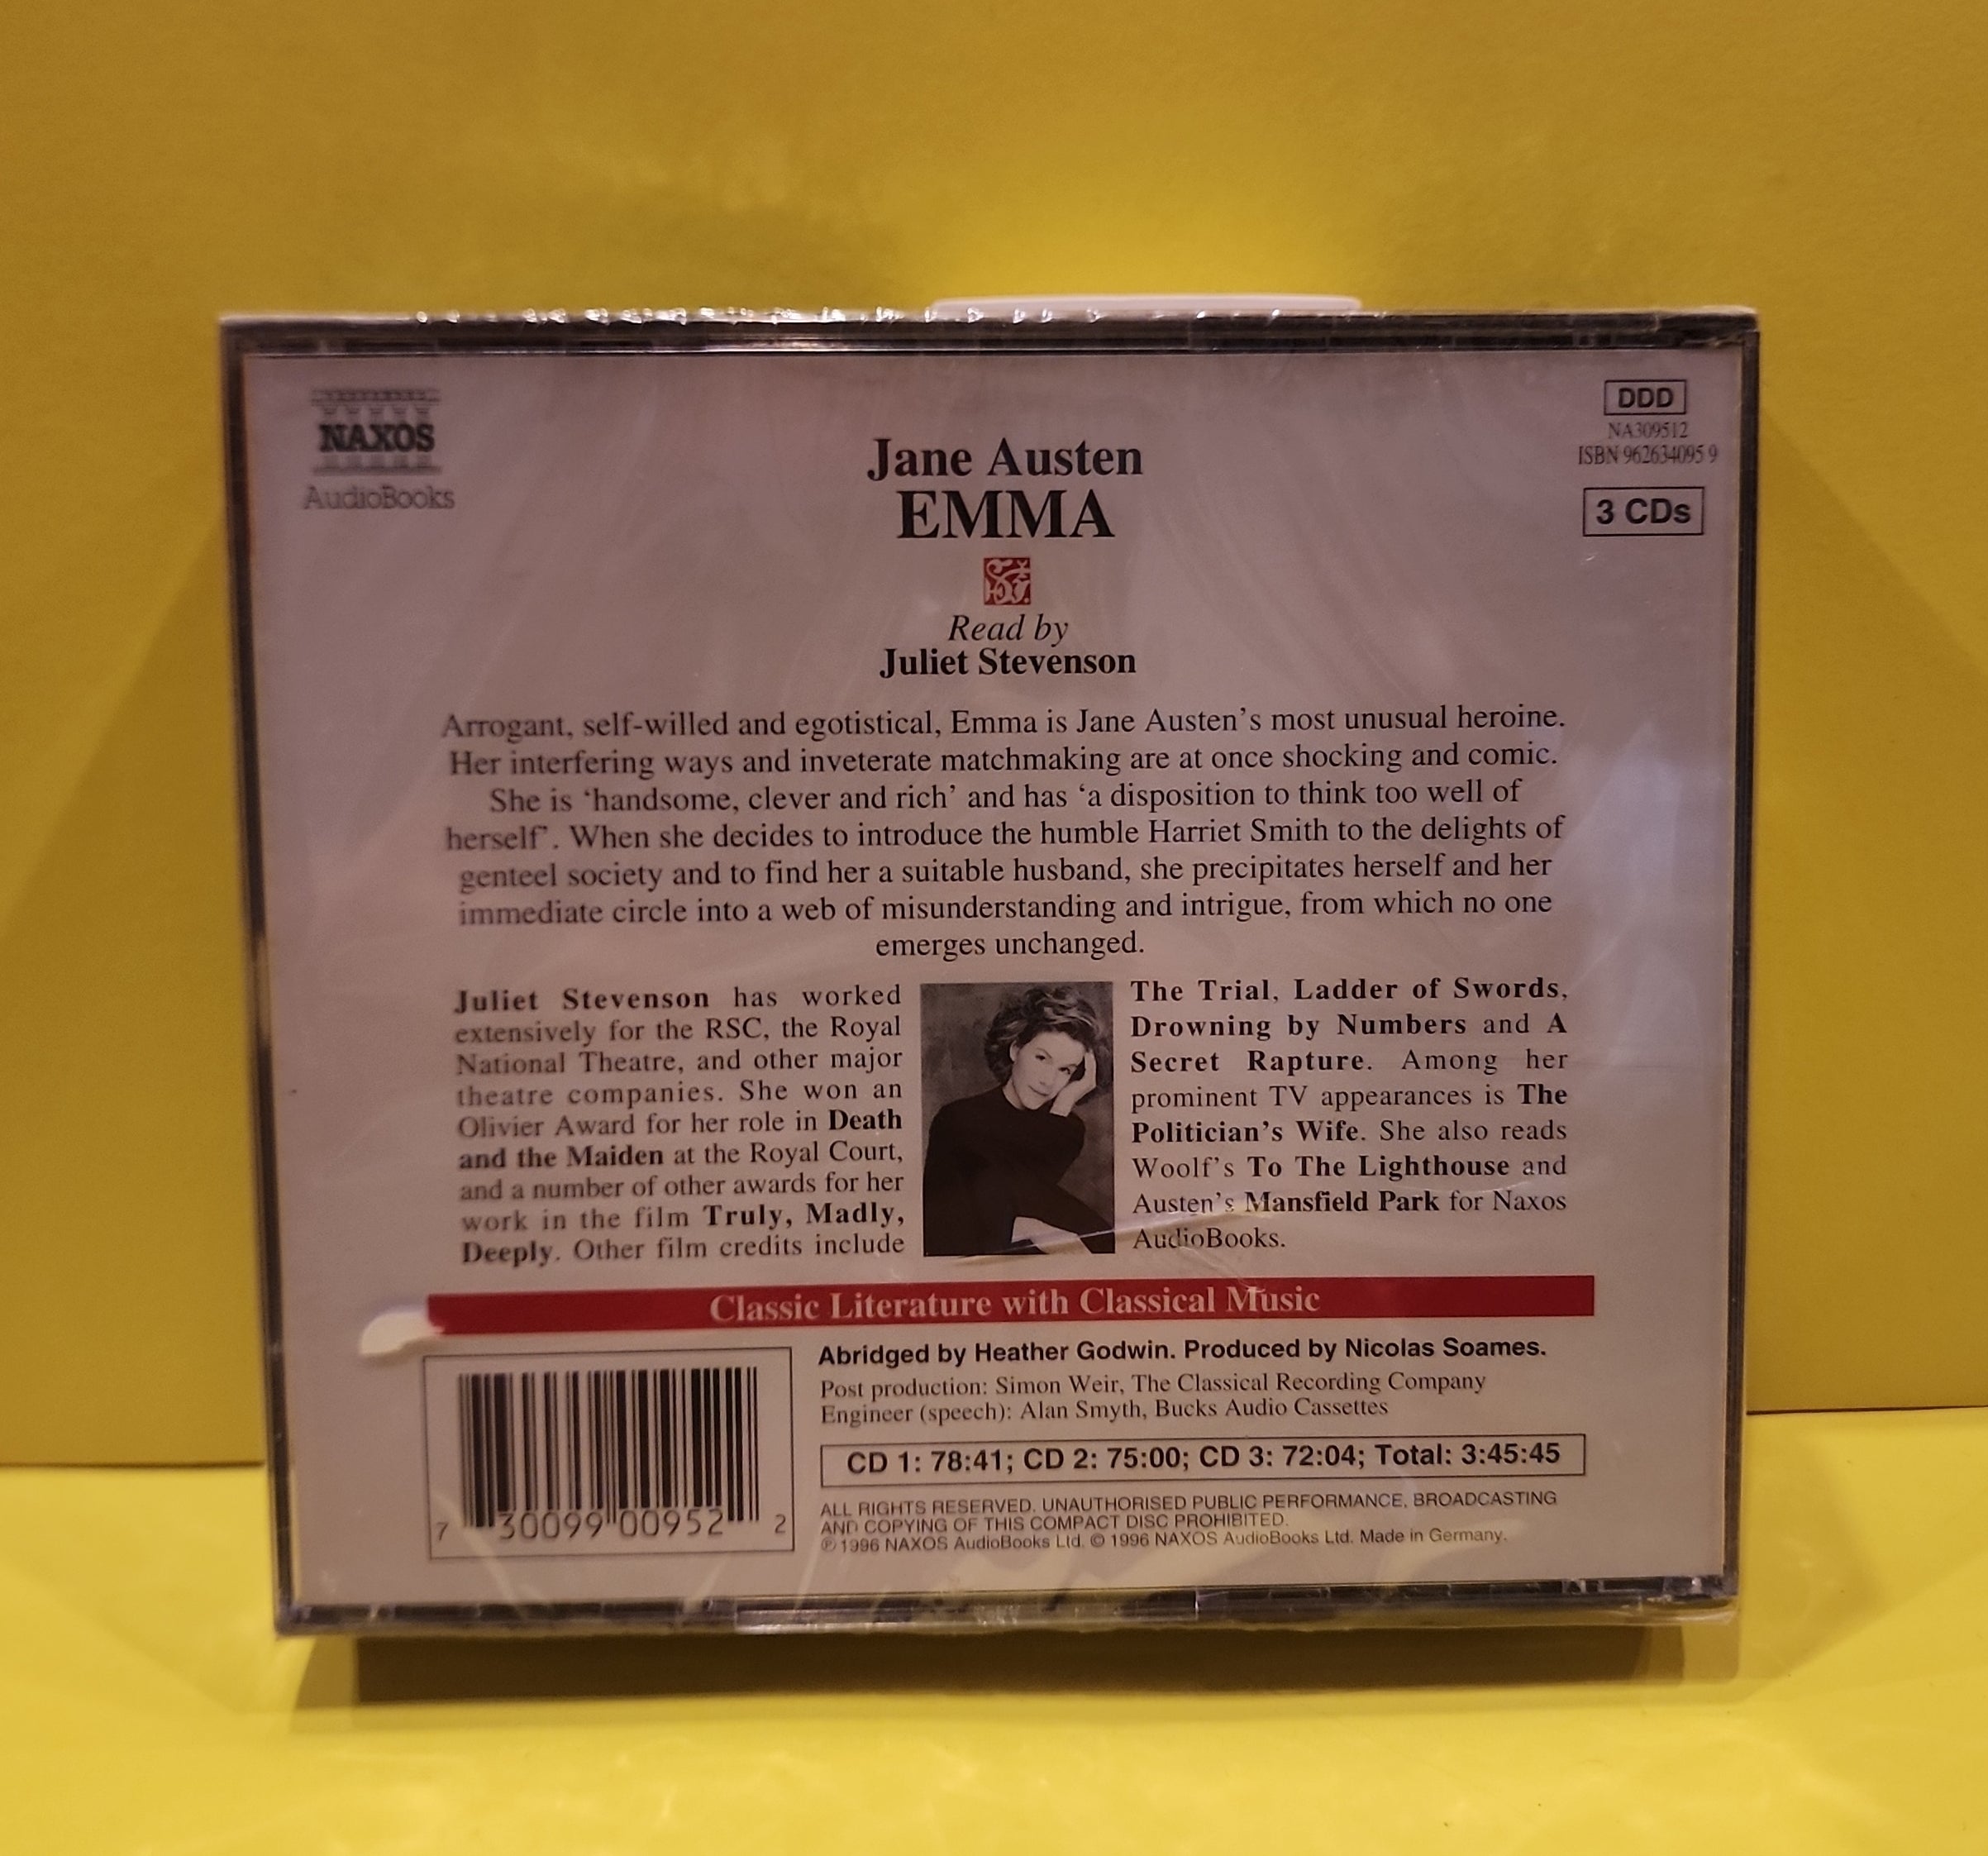 NAXOS
AudioBooks
DDD
NA309512
ISBN 962634095 9
3 CDs
Jane Austen
EMMA
Read by
Juliet Stevenson
Arrogant, self-willed and egotistical, Emma is Jane Austen's most unusual heroine.
Her interfering ways and inveterate matchmaking are at once shocking and comic.
She is ‘handsome, clever and rich’ and has ‘a disposition to think too well of
herself’. When she decides to introduce the humble Harriet Smith to the delights of
genteel society and to find her a suitable husband, she precipitates herself and her
immediate circle into a web of misunderstanding and intrigue, from which no one
emerges unchanged.
Juliet Stevenson has worked
extensively for the RSC, the Royal
National Theatre, and other major
theatre companies. She won an
Olivier Award for her role in Death
and the Maiden at the Royal Court,
and a number of other awards for her
work in the film Truly, Madly,
Deeply. Other film credits include
The Trial, Ladder of Swords,
Drowning by Numbers and A
Secret Rapture. Among her
prominent TV appearances is The
Politician's Wife. She also reads
Woolf's To The Lighthouse and
Austen's Mansfield Park for Naxos
AudioBooks.
Classic Literature with Classical Music
Abridged by Heather Godwin. Produced by Nicolas Soames.
Post production: Simon Weir, The Classical Recording Company
Engineer (speech): Alan Smyth, Bucks Audio Cassettes
CD 1: 78:41; CD 2: 75:00; CD 3: 72:04; Total: 3:45:45
ALL RIGHTS RESERVED. UNAUTHORISED PUBLIC PERFORMANCE, BROADCASTING
AND COPYING OF THIS COMPACT DISC PROHIBITED.
℗ 1996 NAXOS AudioBooks Ltd. © 1996 NAXOS AudioBooks Ltd. Made in Germany.
7 30099 00952 2